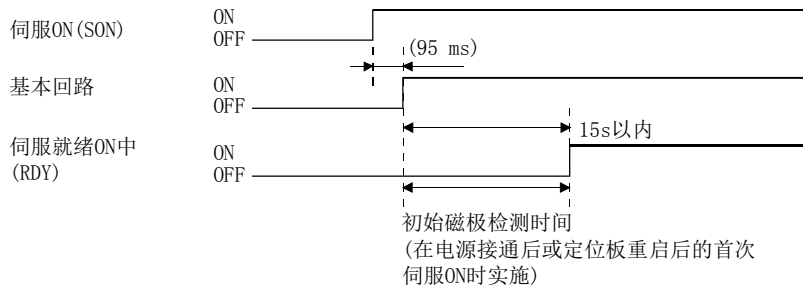 伺服ON(SON)
ON
OFF
(95 ms)
基本回路
ON
OFF
15s以内
伺服就绪ON中
(RDY)
ON
OFF
初始磁极检测时间
(在电源接通后或定位板重启后的首次
伺服ON时实施)